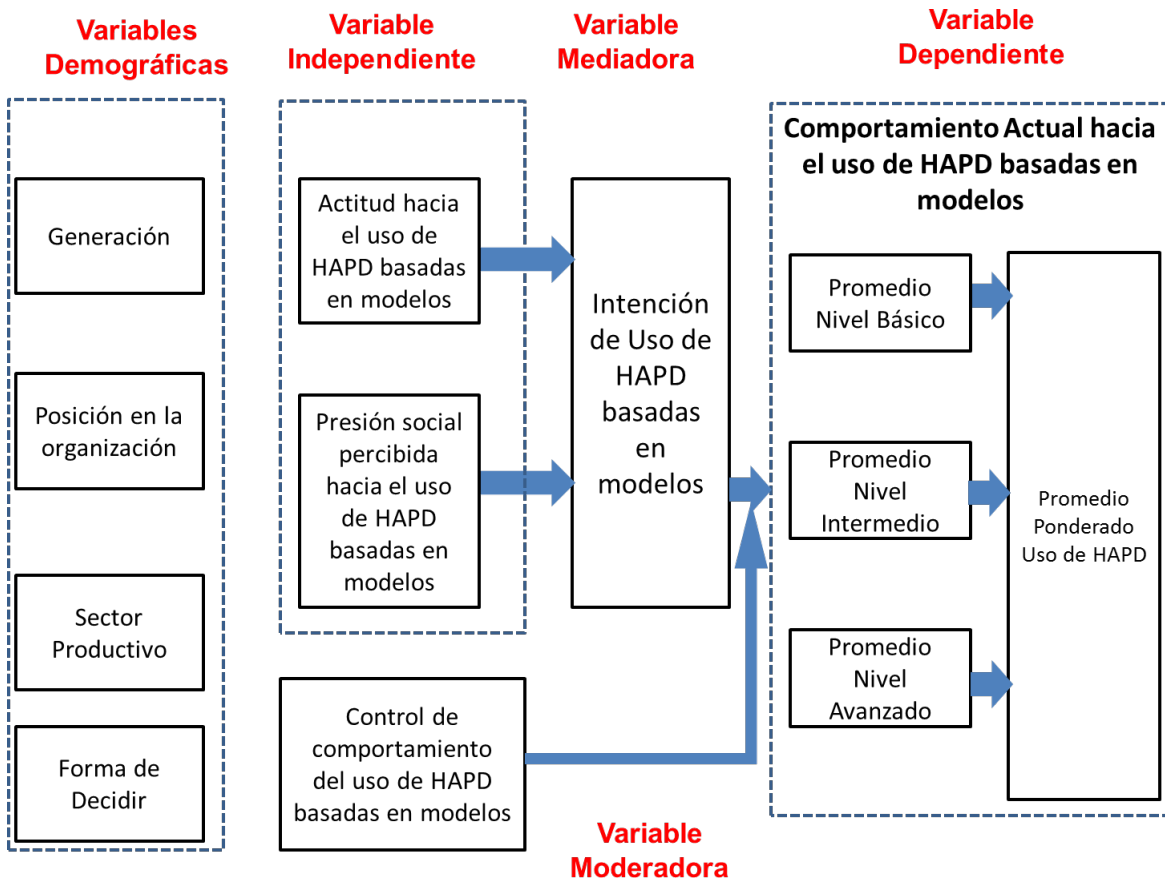 Variables
Demográficas
Variable
Independiente
Variable
Mediadora
Variable
Dependiente
Generación
Posición en la
organización
Sector
Productivo
Forma de
Decidir
Actitud hacia
el uso de
HAPD basadas
en modelos
Presión social
percibida
hacia el uso
de HAPD
basadas en
modelos
Control de
comportamiento
del uso de HAPD
basadas en modelos
Intención
de Uso de
HAPD
basadas
en
modelos
Variable
Moderadora
Comportamiento Actual hacia
el uso de HAPD basadas en
modelos
Promedio
Nivel Básico
Promedio
Nivel
Intermedio
Promedio
Nivel
Avanzado
Promedio
Ponderado
Uso de HAPD